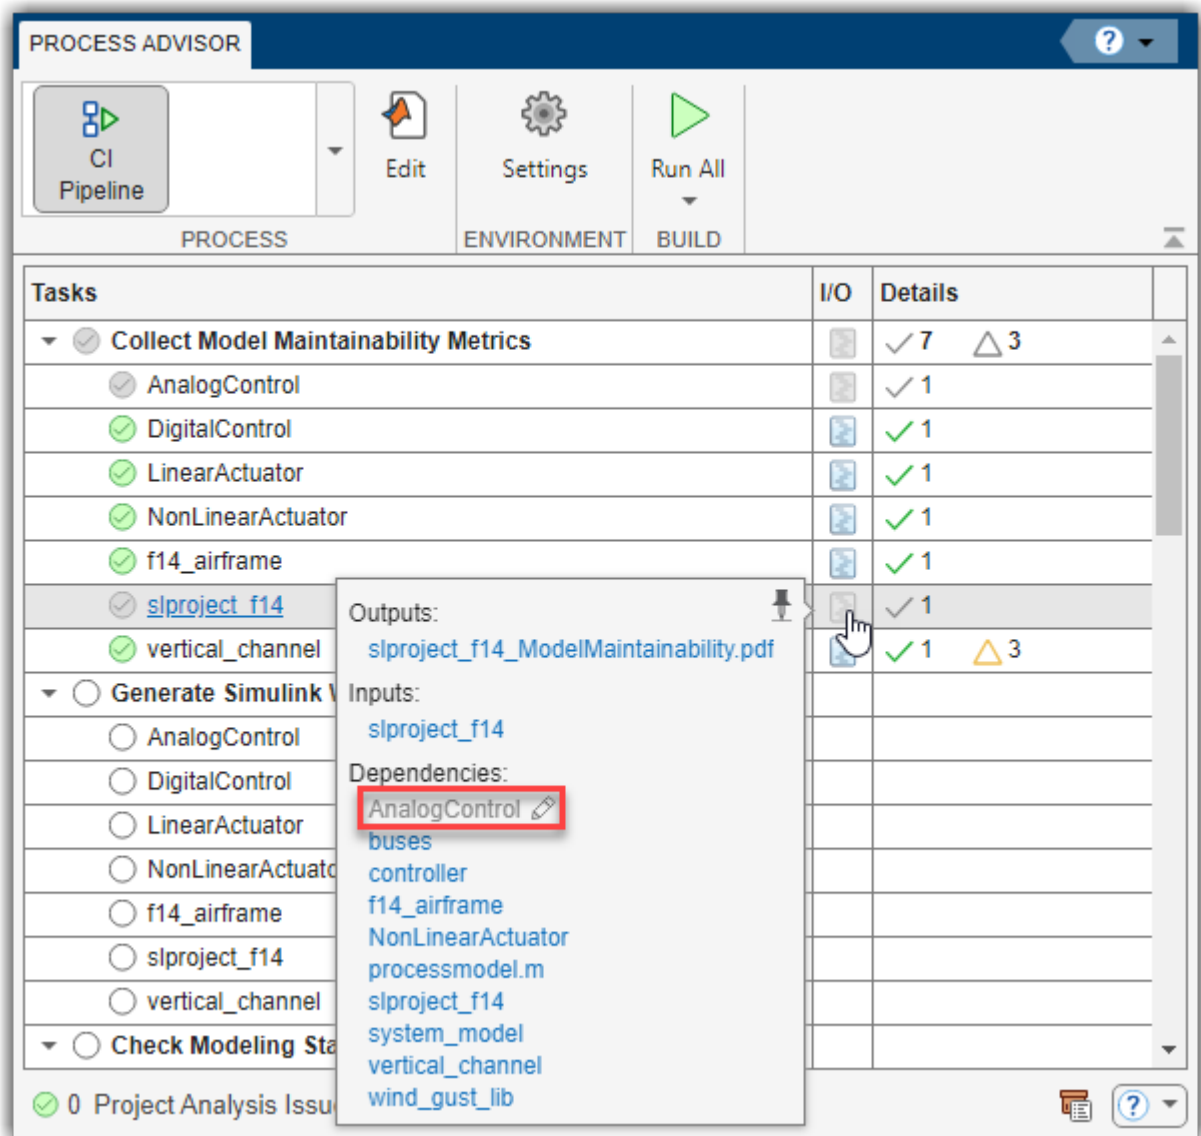 PROCESS ADVISOR
?
CI
Pipeline
Edit
Settings
Run All
PROCESS
ENVIRONMENT
BUILD
Tasks I/O Details
Collect Model Maintainability Metrics 7 3
AnalogControl 1
DigitalControl 1
LinearActuator 1
NonLinearActuator 1
f14_airframe 1
slproject_f14 1
vertical_channel 1 3
Generate Simulink
AnalogControl
DigitalControl
LinearActuator
NonLinearActuato
f14_airframe
slproject_f14
vertical_channel
Check Modeling Sta
Outputs:
slproject_f14_ModelMaintainability.pdf
Inputs:
slproject_f14
Dependencies:
AnalogControl
buses
controller
f14_airframe
NonLinearActuator
processmodel.m
slproject_f14
system_model
vertical_channel
wind_gust_lib
0 Project Analysis Issu
?